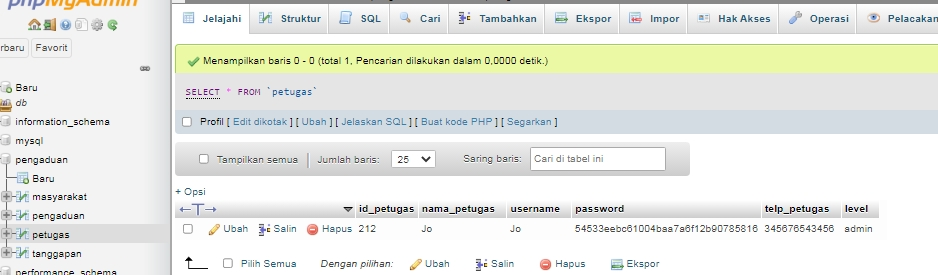 phpMyAdmin
Jelajahi Struktur SQL Cari Tambahkan Ekspor Impor Hak Akses Operasi Pelacakan
rbaru Favorit
Menampilkan baris 0 - 0 (total 1, Pencarian dilakukan dalam 0,0000 detik.)
SELECT * FROM `petugas`
Profil [ Edit dikotak ] [ Ubah ] [ Jelaskan SQL ] [ Buat kode PHP ] [ Segarkan ]
Tampilkan semua Jumlah baris: 25 Saring baris: Cari di tabel ini
+ Opsi
id_petugas nama_petugas username password telp_petugas level
Ubah Salin Hapus 212 Jo Jo 54533eebc61004baa7a6f12b90785816 345676543456 admin
Pilih Semua Dengan pilihan: Ubah Salin Hapus Ekspor
Baru
db
information_schema
mysql
pengaduan
Baru
masyarakat
pengaduan
petugas
tanggapan
performance_schema